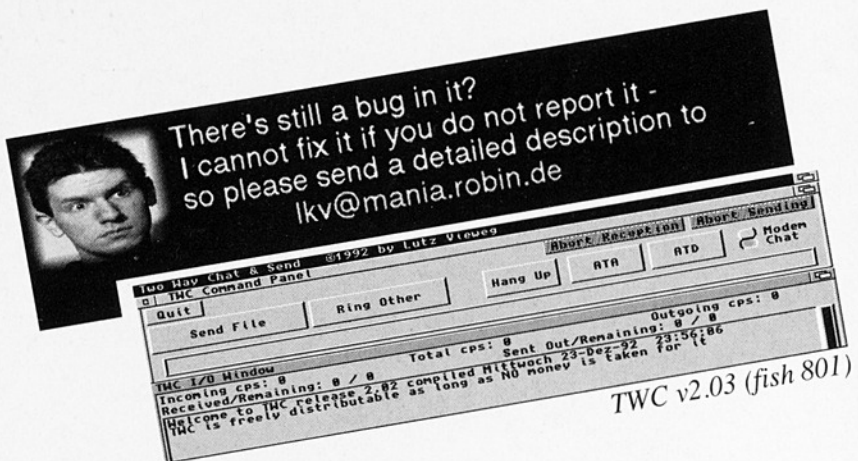 There's still a bug in it?
I cannot fix it if you do not report it -
so please send a detailed description to
lkv@mania.robin.de
Two Way Chat & Send ©1992 by Lutz Vieweg
TWC Command Panel
Abort Reception Abort Sending
Quit
Send File Ring Other Hang Up ATA ATD Modem
Chat
TWC I/O Window
Incoming cps: 0 Total cps: 0 Outgoing cps: 0
Received/Remaining: 0 / 0 Sent Out/Remaining: 0 / 0
Welcome to TWC release 2.02 compiled Mittwoch 23-Dez-92 23:56:06
TWC is freely distributable as long as NO money is taken for it
TWC v2.03 (fish 801)